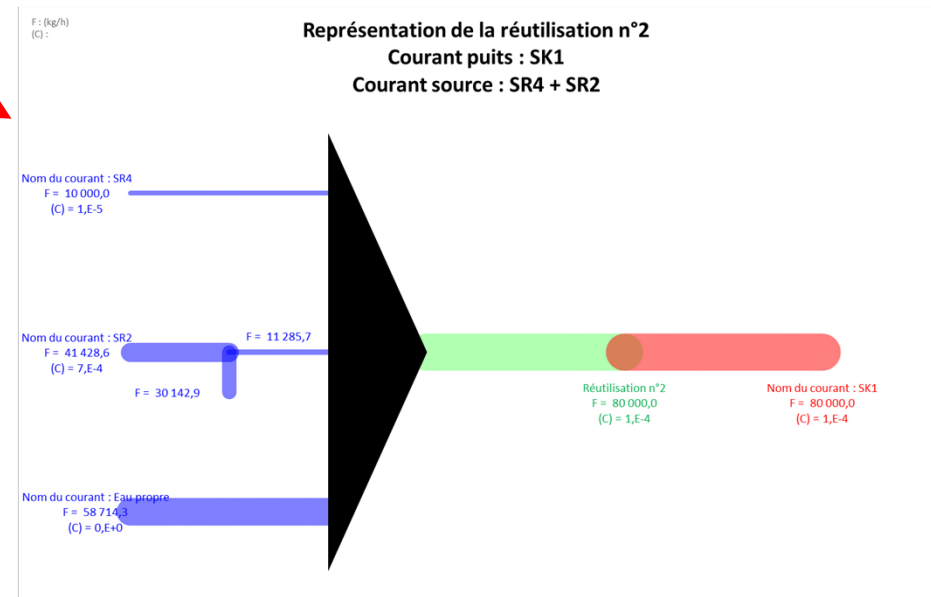 F : (kg/h)
(C) :
Représentation de la réutilisation n°2
Courant puits : SK1
Courant source : SR4 + SR2
Nom du courant : SR4
F = 10 000,0
(C) = 1,E-5
Nom du courant : SR2
F = 41 428,6
(C) = 7,E-4
F = 11 285,7
F = 30 142,9
Réutilisation n°2
F = 80 000,0
(C) = 1,E-4
Nom du courant : SK1
F = 80 000,0
(C) = 1,E-4
Nom du courant : Eau propre
F = 58 714,3
(C) = 0,E+0